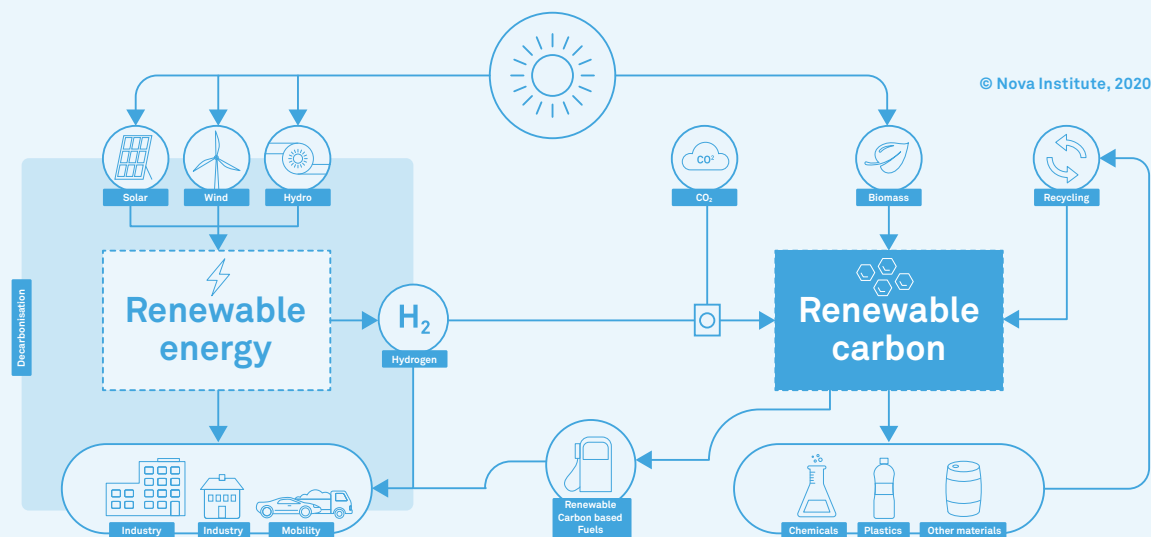 © Nova Institute, 2020
CO²
Solar
Wind
Hydro
CO₂
Biomass
Recycling
Decarbonisation
Renewable
energy
H₂
Hydrogen
Renewable
carbon
Industry
Industry
Mobility
Renewable
Carbon based
Fuels
Chemicals
Plastics
Other materials